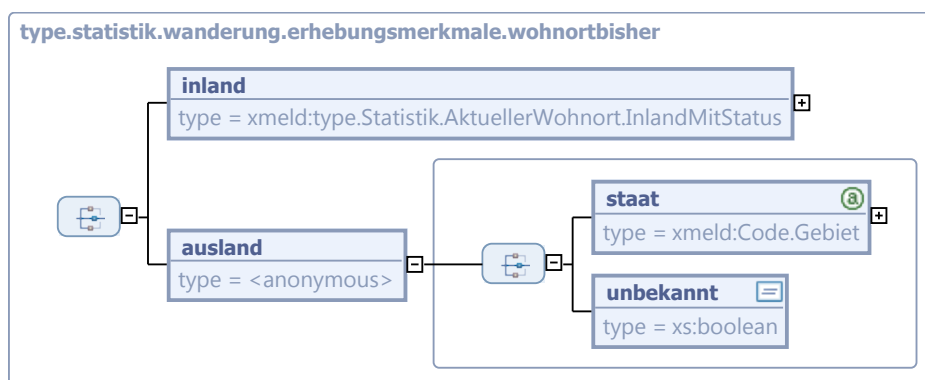 type.statistik.wanderung.erhebungsmerkmale.wohnortbisher
inland
type = xmeld:type.Statistik.AktuellerWohnort.InlandMitStatus
staat
type = xmeld:Code.Gebiet
ausland
type = <anonymous>
unbekannt
type = xs:boolean